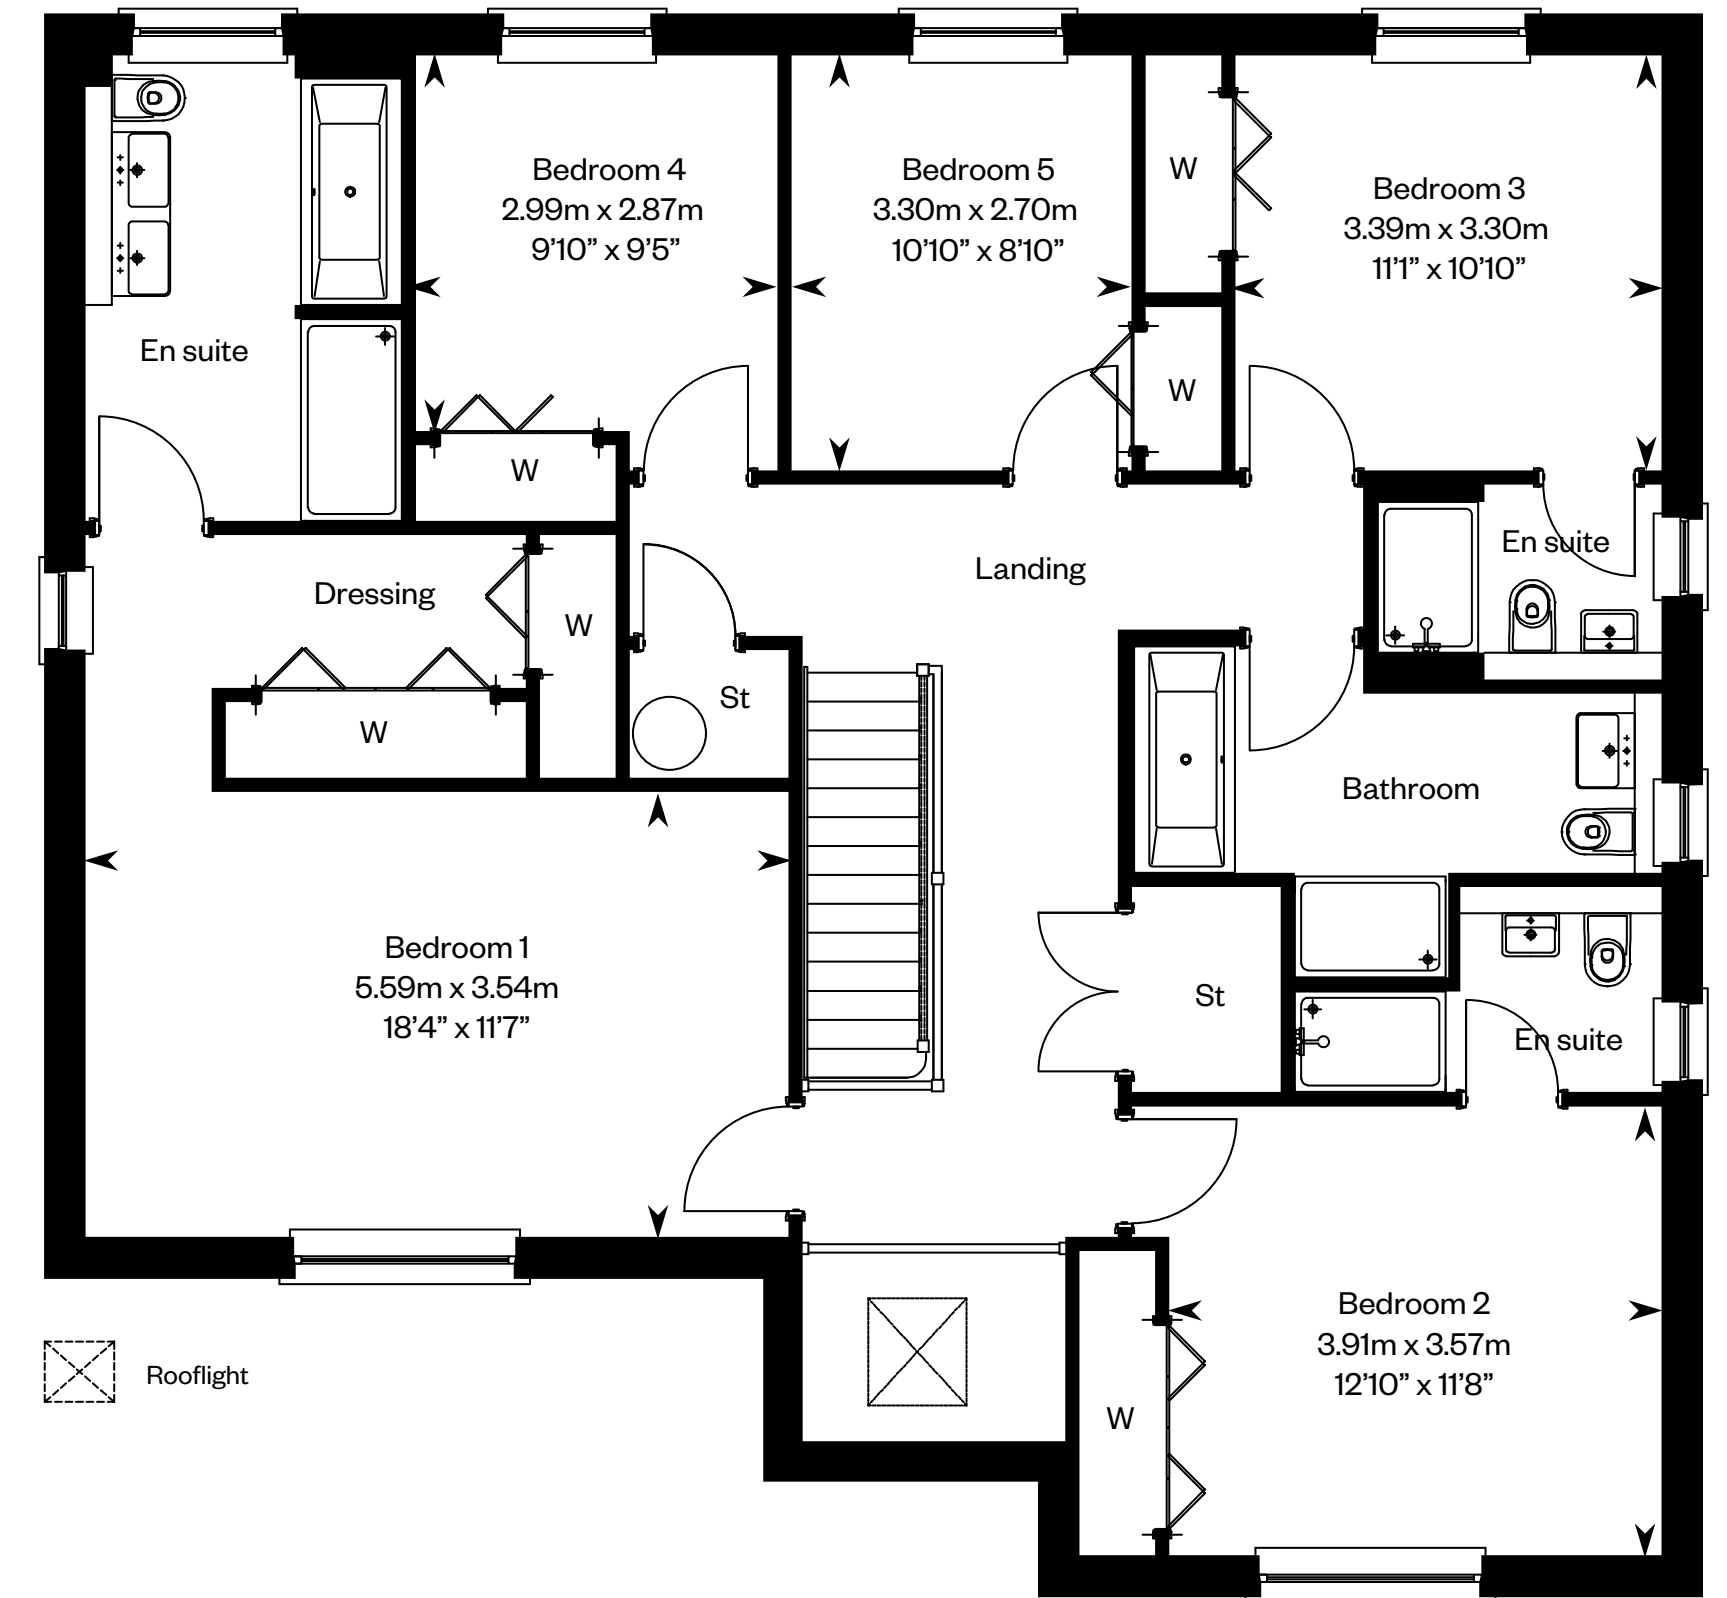 Bedroom 4
2.99m x 2.87m
9’10” x 9’5”
Bedroom 5
3.30m x 2.70m
10’10” x 8’10”
W
Bedroom 3
3.39m x 3.30m
11’1” x 10’10”
En suite
W
W
En suite
Landing
Dressing
W
St
W
Bathroom
Bedroom 1
5.59m x 3.54m
18’4” x 11’7”
St
En suite
Bedroom 2
3.91m x 3.57m
12’10” x 11’8”
W
Rooflight